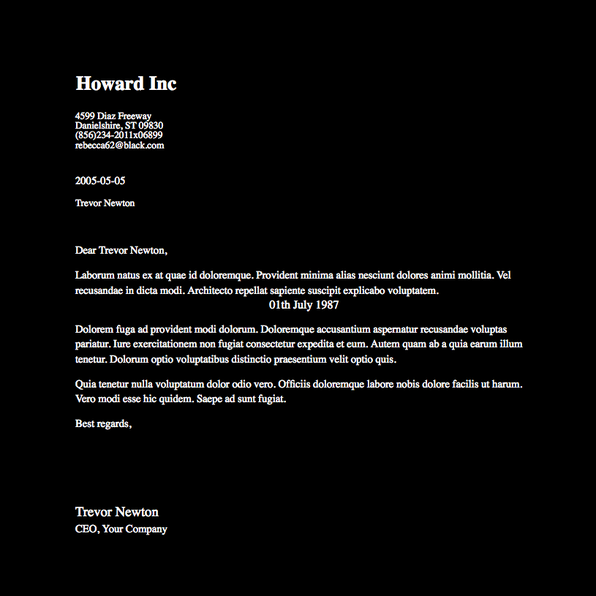 Howard Inc
4599 Diaz Freeway
Danielshire, ST 09830
(856)234-2011x06899
rebecca62@black.com
2005-05-05
Trevor Newton
Dear Trevor Newton,
Laborum natus ex at quae id doloremque. Provident minima alias nesciunt dolores animi mollitia. Vel
recusandae in dicta modi. Architecto repellat sapiente suscipit explicabo voluptatem.
01th July 1987
Dolorem fuga ad provident modi dolorum. Doloremque accusantium aspernatur recusandae voluptas
pariatur. Iure exercitationem non fugiat consectetur expedita et eum. Autem quam ab a quia earum illum
tenetur. Dolorum optio voluptatibus distinctio praesentium velit optio quis.
Quia tenetur nulla voluptatum dolor odio vero. Officiis doloremque labore nobis dolore facilis ut harum.
Vero modi esse hic quidem. Saepe ad sunt fugiat.
Best regards,
Trevor Newton
CEO, Your Company